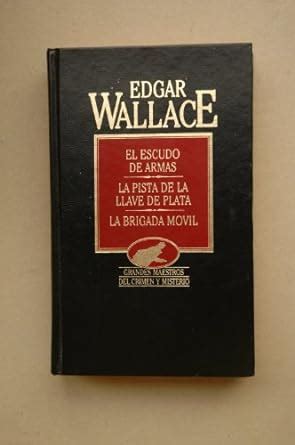 EDGAR
WALLACE
EL ESCUDO
DE ARMAS
LA PISTA DE LA
LLAVE DE PLATA
LA BRIGADA MOVIL
GRANDES MAESTROS
DEL CRIMEN Y MISTERIO